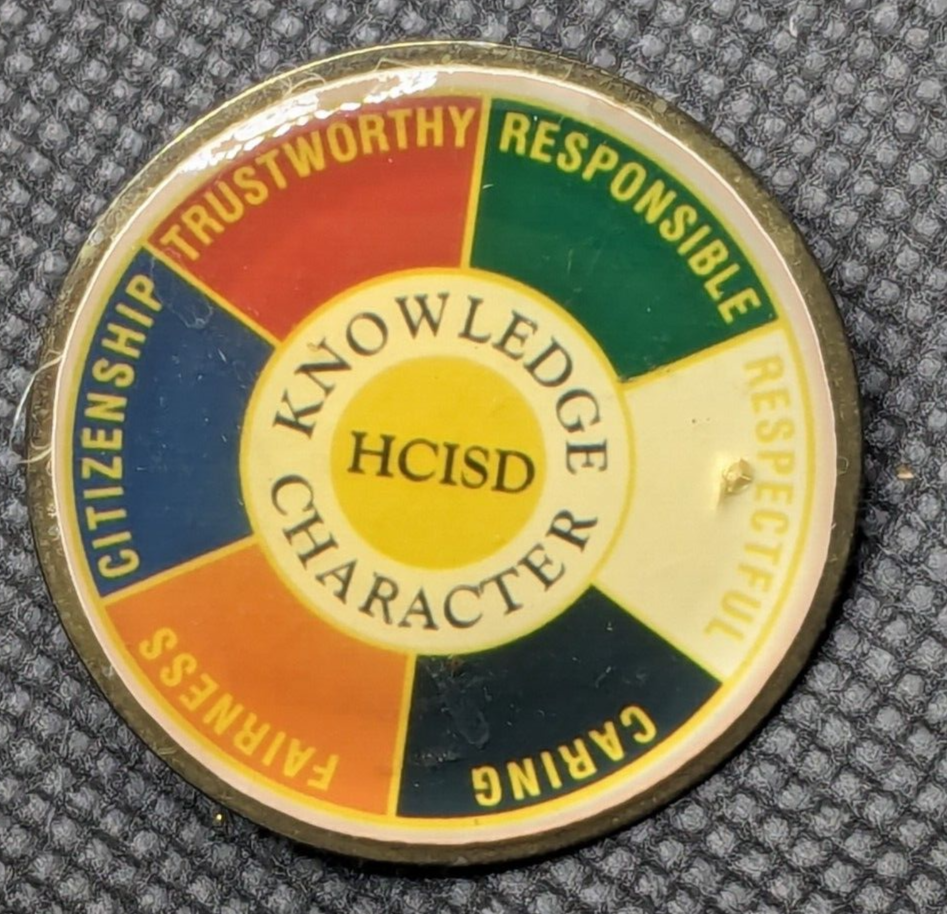 TRUSTWORTHY
RESPONSIBLE
RESPECTFUL
CARING
FAIRNESS
CITIZENSHIP
KNOWLEDGE
CHARACTER
HCISD